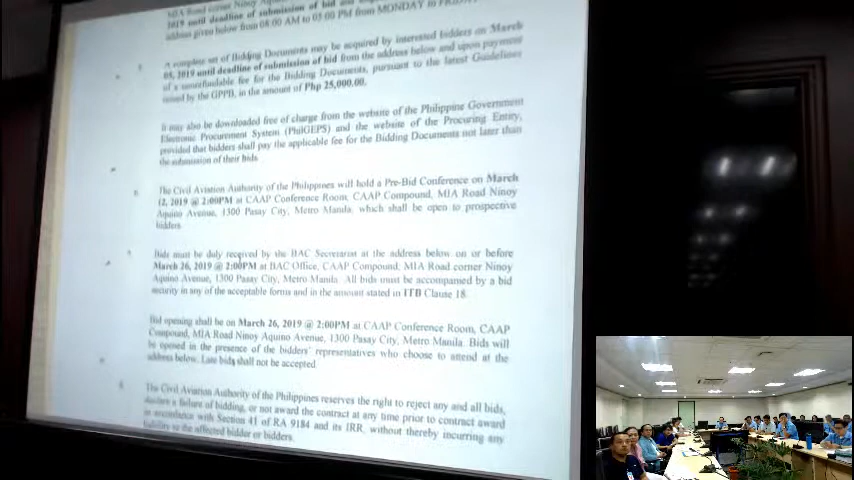 MIA Road corner Ninoy Aquino
2019 until deadline of submission of bid
address given below from 08:00 AM to 05:00 PM from MONDAY to FRIDAY
A complete set of Bidding Documents may be acquired by interested bidders on March
05, 2019 until deadline of submission of bid from the address below and upon payment
of a nonrefundable fee for the Bidding Documents, pursuant to the latest Guidelines
issued by the GPPB, in the amount of Php 25,000.00.
It may also be downloaded free of charge from the website of the Philippine Government
Electronic Procurement System (PhilGEPS) and the website of the Procuring Entity,
provided that bidders shall pay the applicable fee for the Bidding Documents not later than
the submission of their bids.
The Civil Aviation Authority of the Philippines will hold a Pre-Bid Conference on March
12, 2019 @ 2:00PM at CAAP Conference Room, CAAP Compound, MIA Road Ninoy
Aquino Avenue, 1300 Pasay City, Metro Manila, which shall be open to prospective
bidders.
Bids must be duly received by the BAC Secretariat at the address below on or before
March 26, 2019 @ 2:00PM at BAC Office, CAAP Compound, MIA Road corner Ninoy
Aquino Avenue, 1300 Pasay City, Metro Manila. All bids must be accompanied by a bid
security in any of the acceptable forms and in the amount stated in ITB Clause 18.
Bid opening shall be on March 26, 2019 @ 2:00PM at CAAP Conference Room, CAAP
Compound, MIA Road Ninoy Aquino Avenue, 1300 Pasay City, Metro Manila. Bids will
be opened in the presence of the bidders' representatives who choose to attend at the
address below. Late bids shall not be accepted.
The Civil Aviation Authority of the Philippines reserves the right to reject any and all bids,
declare a failure of bidding, or not award the contract at any time prior to contract award
in accordance with Section 41 of RA 9184 and its IRR, without thereby incurring any
liability to the affected bidder or bidders.